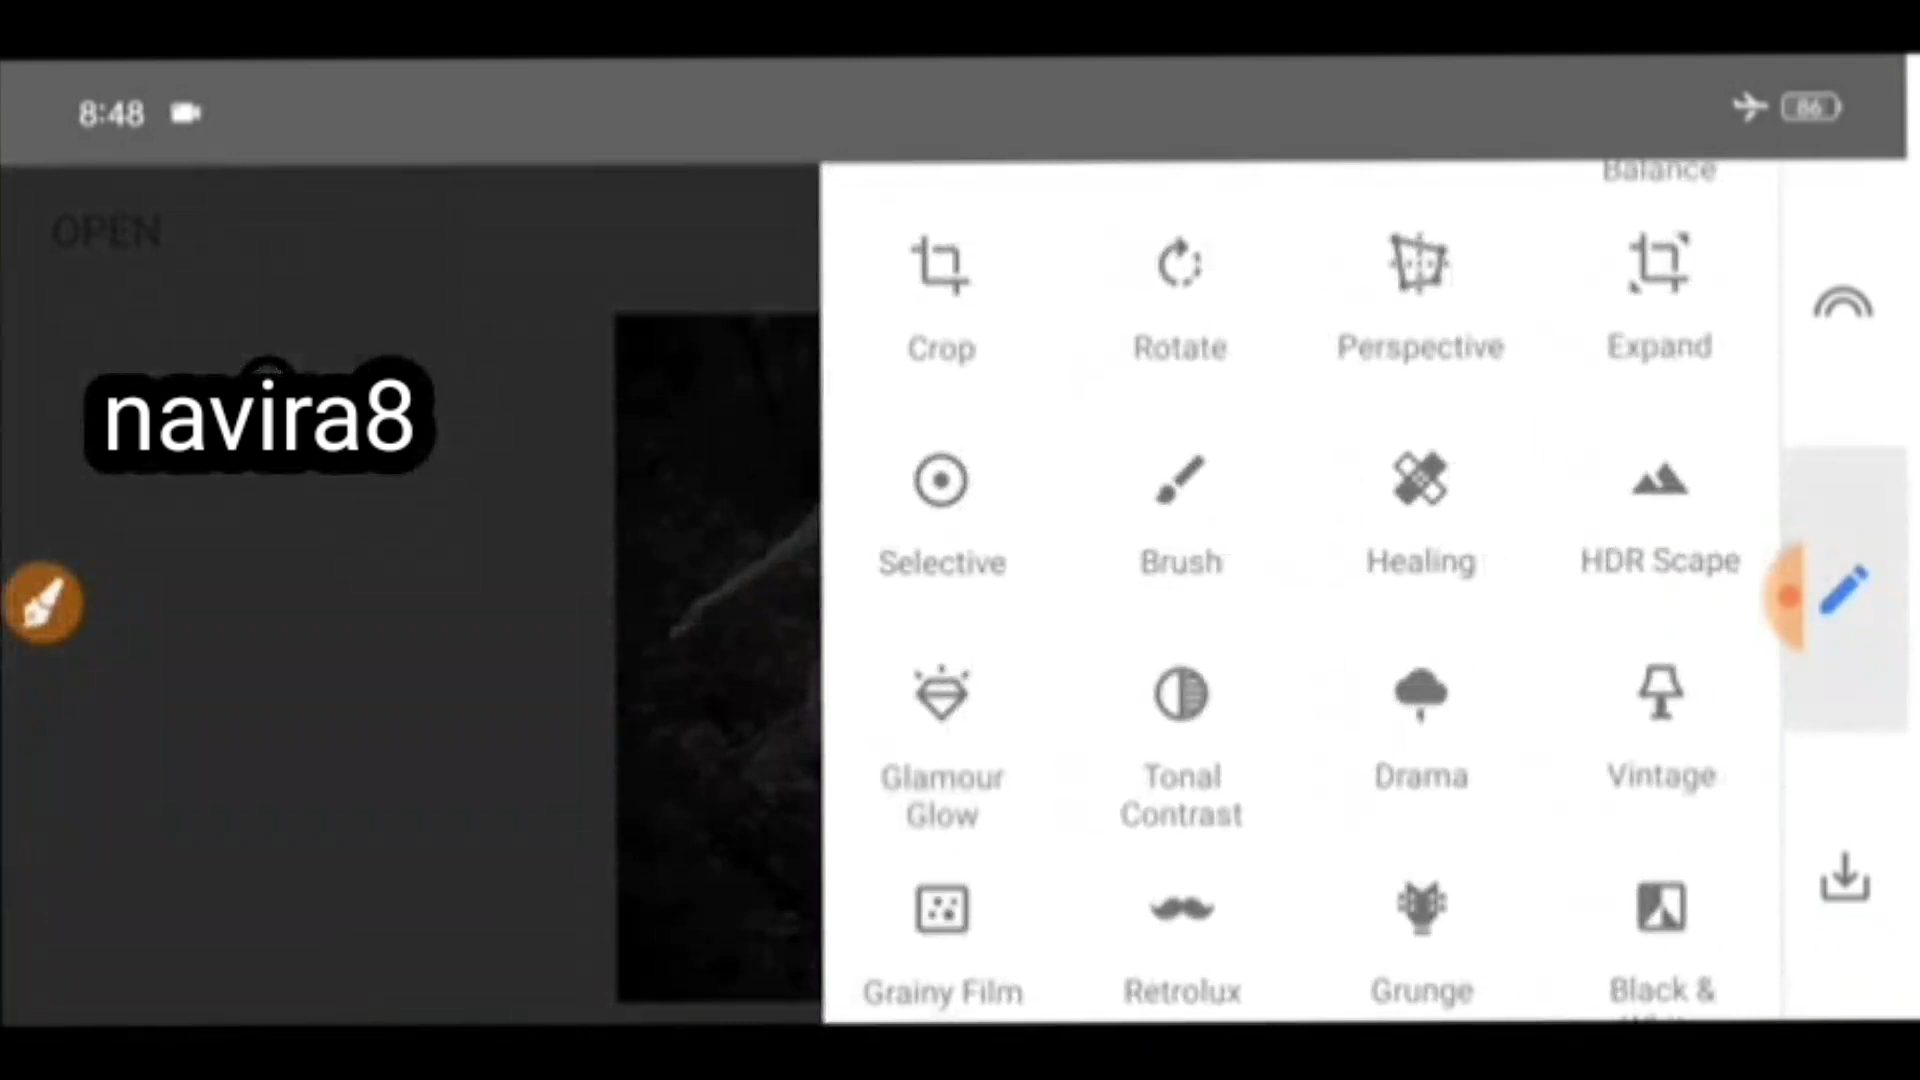 8:48
86
Balance
OPEN
Crop Rotate Perspective Expand
navira8
Selective Brush Healing HDR Scape
Glamour Glow
Tonal Contrast
Drama Vintage
Grainy Film Retrolux Grunge Black &